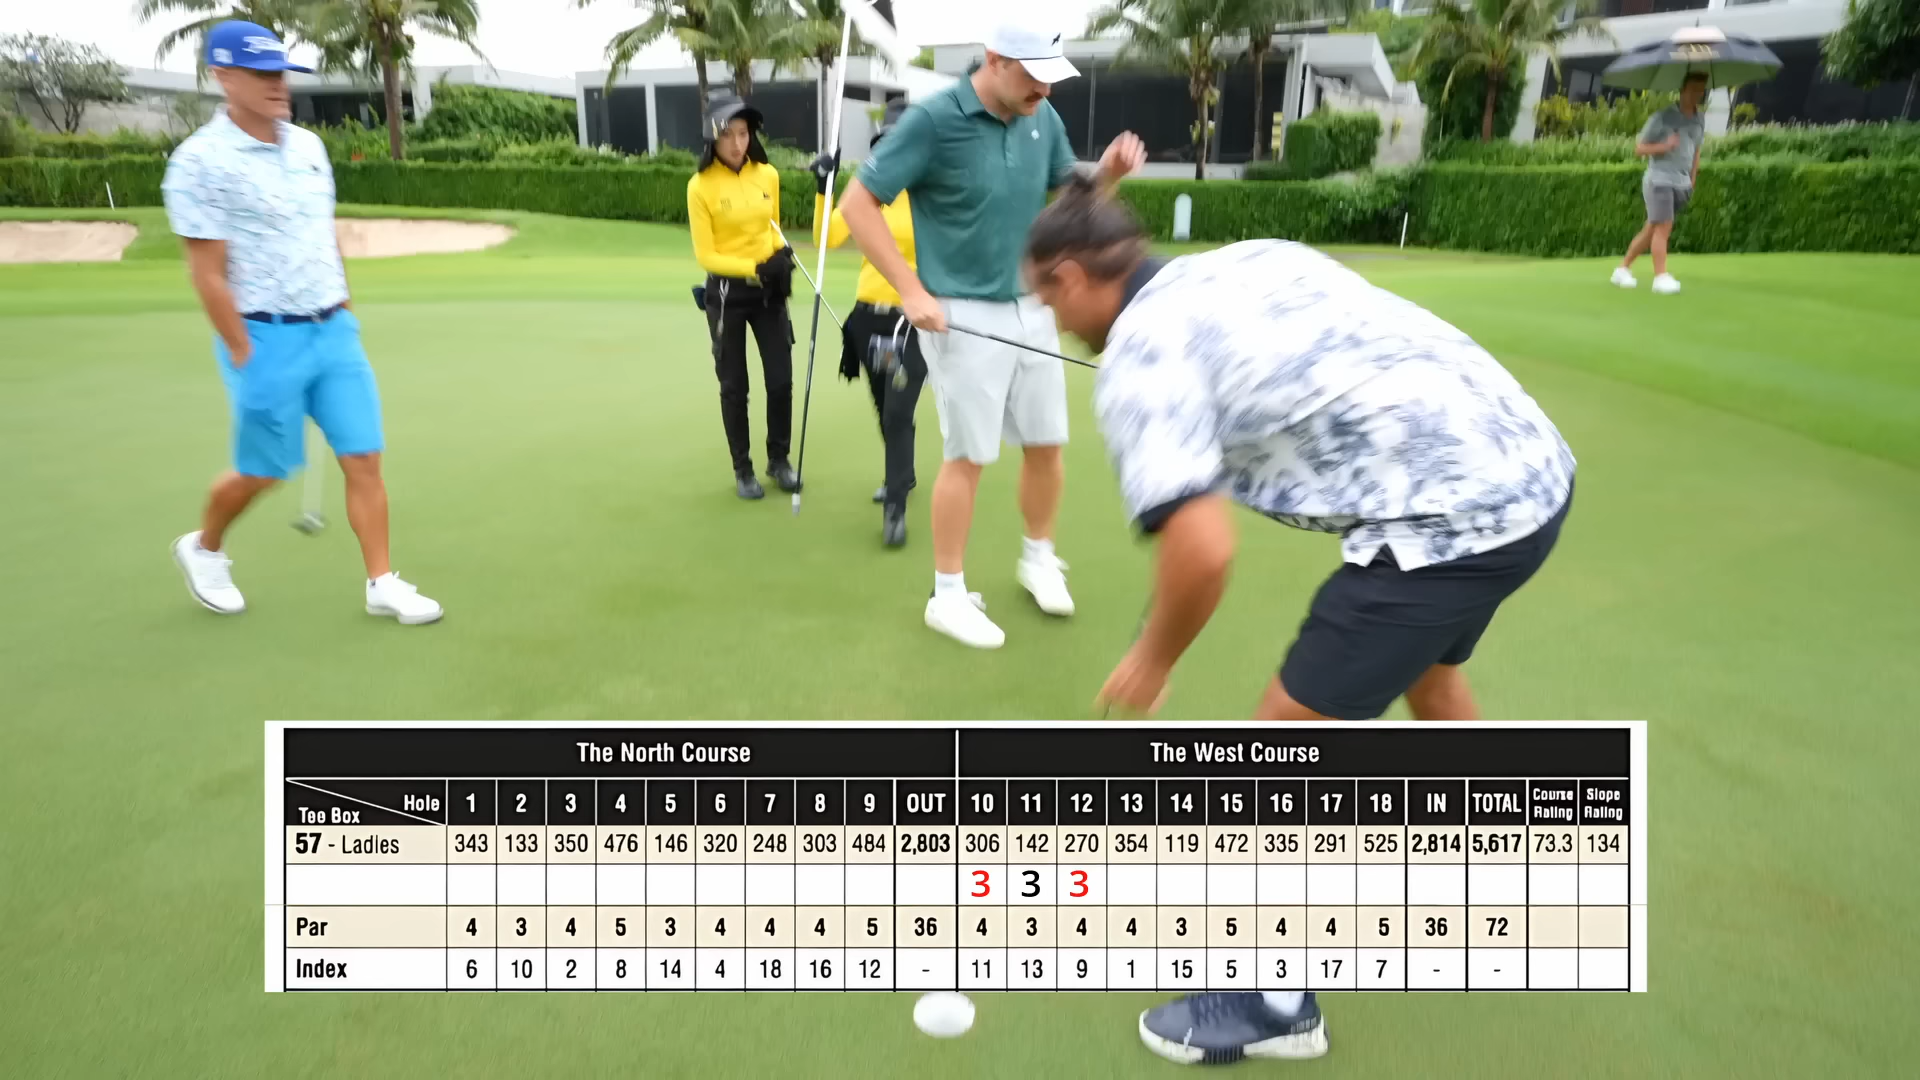 The North Course The West Course
Hole 1 2 3 4 5 6 7 8 9 OUT 10 11 12 13 14 15 16 17 18 IN TOTAL Course Rating Slope Rating
Tee Box
57 - Ladies 343 133 350 476 146 320 248 303 484 2,803 306 142 270 354 119 472 335 291 525 2,814 5,617 73.3 134
3 3 3
Par 4 3 4 5 3 4 4 4 5 36 4 3 4 4 3 5 4 4 5 36 72
Index 6 10 2 8 14 4 18 16 12 - 11 13 9 1 15 5 3 17 7 - -